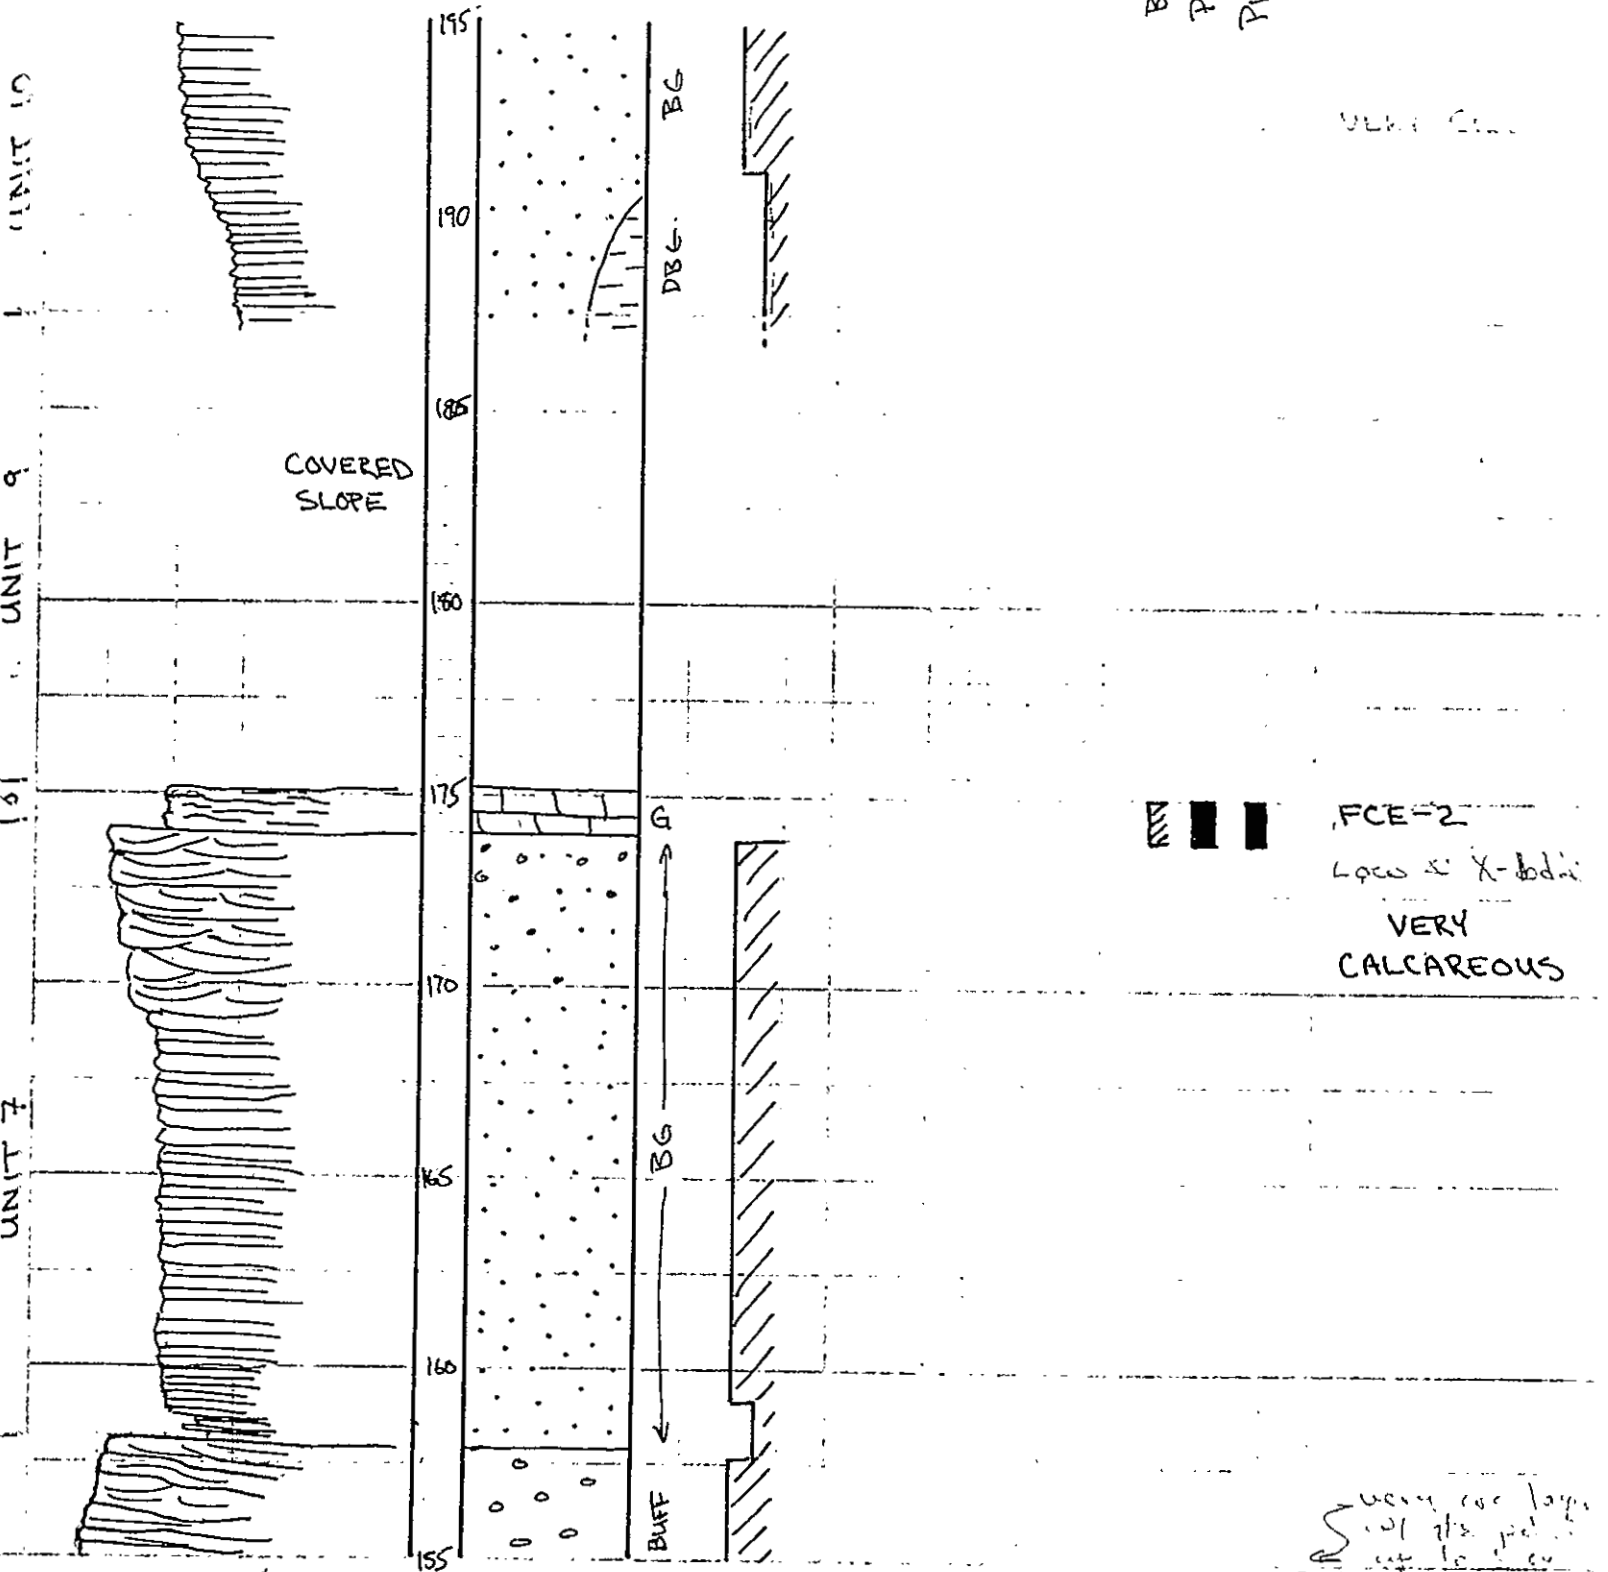 195
BG
UNIT 10
190
DBG.
185
COVERED
SLOPE
UNIT 9
180
175
G
FCE=2
X-bdd
VERY
CALCAREOUS
170
UNIT 7
BG
165
160
BUFF
155